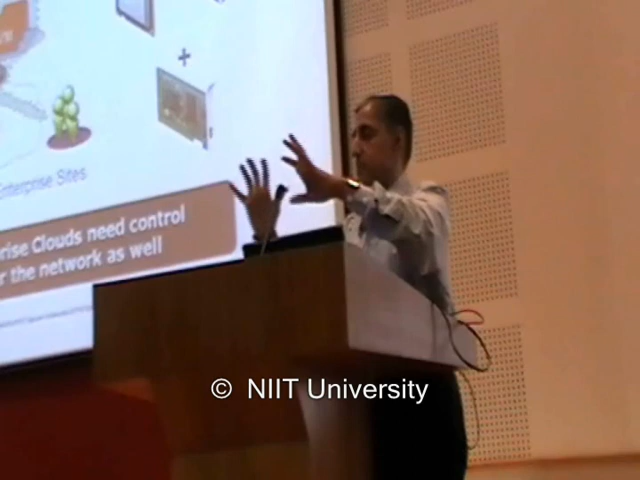 Enterprise Sites
rise Clouds need control
r the network as well
© NIIT University